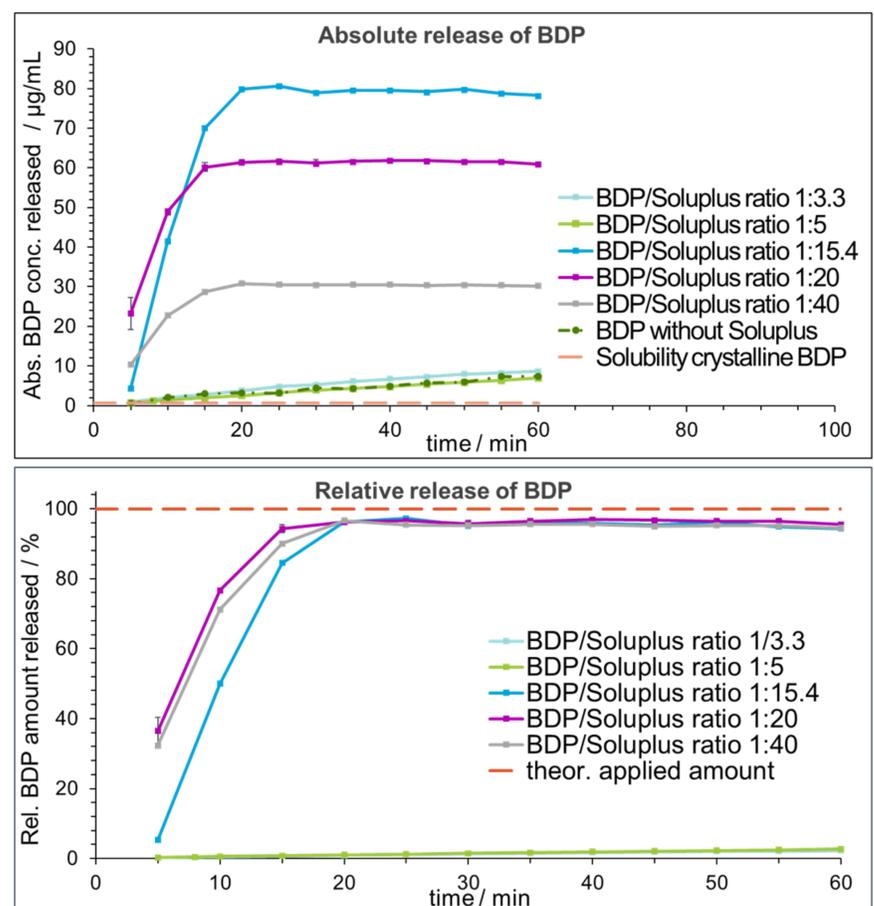 Absolute release of BDP
Abs. BDP conc. released / µg/mL
90
80
70
60
50
40
30
20
10
0
BDP/Soluplus ratio 1:3.3
BDP/Soluplus ratio 1:5
BDP/Soluplus ratio 1:15.4
BDP/Soluplus ratio 1:20
BDP/Soluplus ratio 1:40
BDP without Soluplus
Solubility crystalline BDP
0 20 40 60 80 100
time / min
Relative release of BDP
Rel. BDP amount released / %
100
80
60
40
20
0
BDP/Soluplus ratio 1/3.3
BDP/Soluplus ratio 1:5
BDP/Soluplus ratio 1:15.4
BDP/Soluplus ratio 1:20
BDP/Soluplus ratio 1:40
theor. applied amount
0 10 20 30 40 50 60
time / min